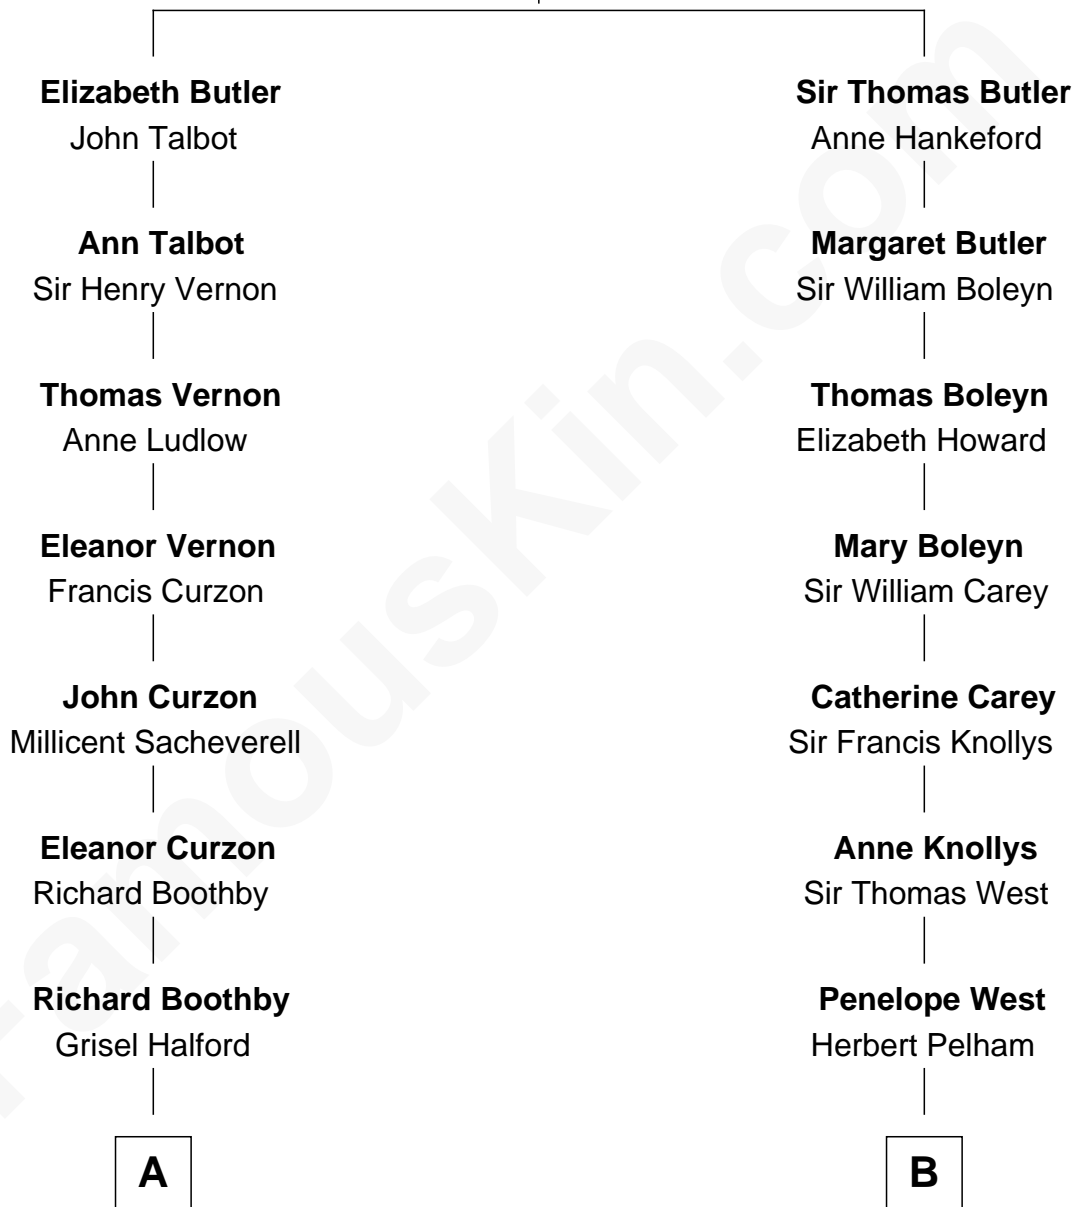 Elizabeth Butler
John Talbot
Ann Talbot
Sir Henry Vernon
Thomas Vernon
Anne Ludlow
Eleanor Vernon
Francis Curzon
John Curzon
Millicent Sacheverell
Eleanor Curzon
Richard Boothby
Richard Boothby
Grisel Halford
A
Sir Thomas Butler
Anne Hankeford
Margaret Butler
Sir William Boleyn
Thomas Boleyn
Elizabeth Howard
Mary Boleyn
Sir William Carey
Catherine Carey
Sir Francis Knollys
Anne Knollys
Sir Thomas West
Penelope West
Herbert Pelham
B
FamousKin.com